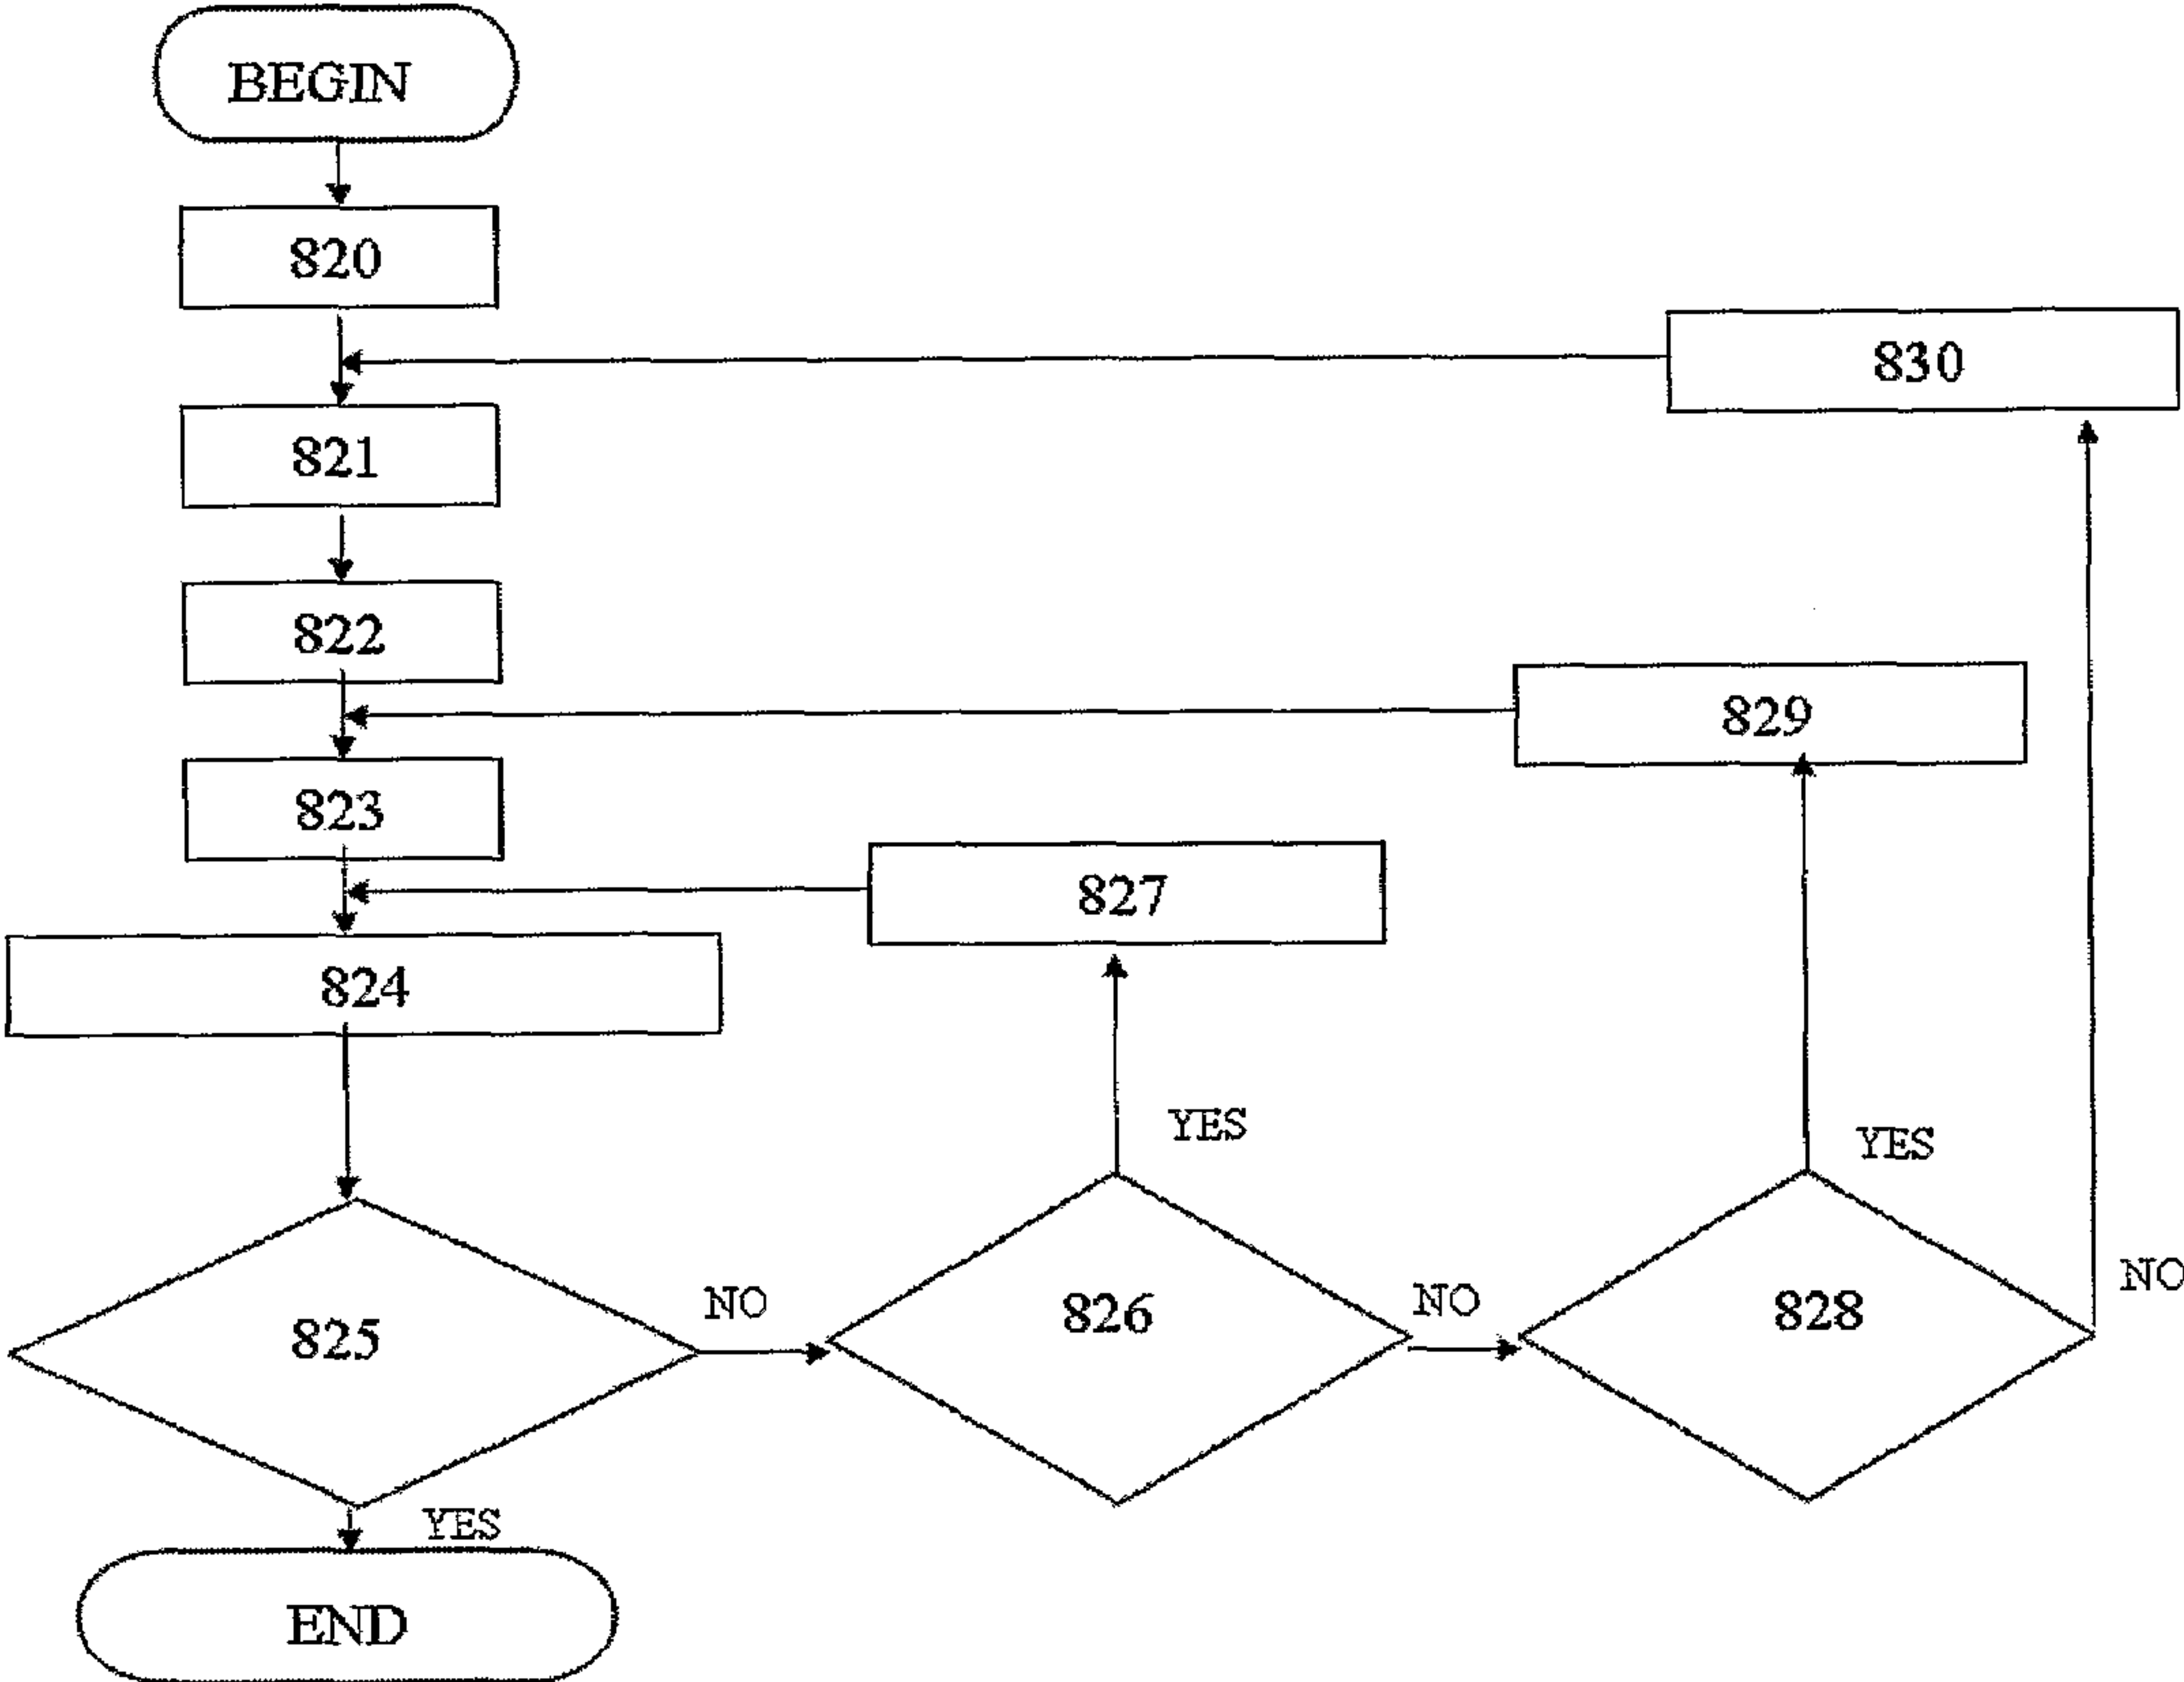 BEGIN
820
830
821
822
829
823
827
824
YES
YES
NO
NO
NO
826
828
825
YES
END